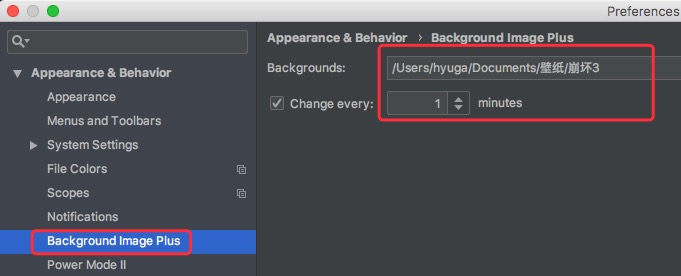 Preferences
Appearance & Behavior
Appearance
Menus and Toolbars
System Settings
File Colors
Scopes
Notifications
Background Image Plus
Power Mode II
Appearance & Behavior › Background Image Plus
Backgrounds: /Users/hyuga/Documents/壁纸/崩坏3
Change every: 1 minutes